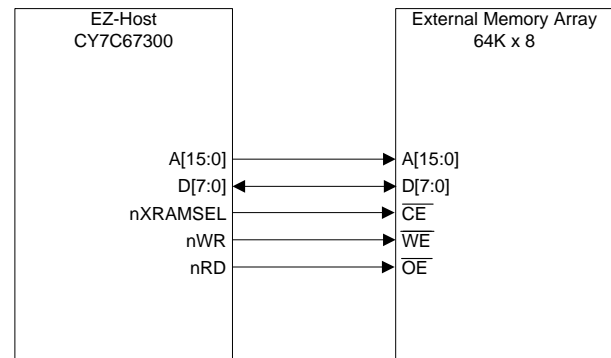 EZ-Host
CY7C67300
External Memory Array
64K x 8
A[15:0]
A[15:0]
D[7:0]
D[7:0]
nXRAMSEL
CE
nWR
WE
nRD
OE